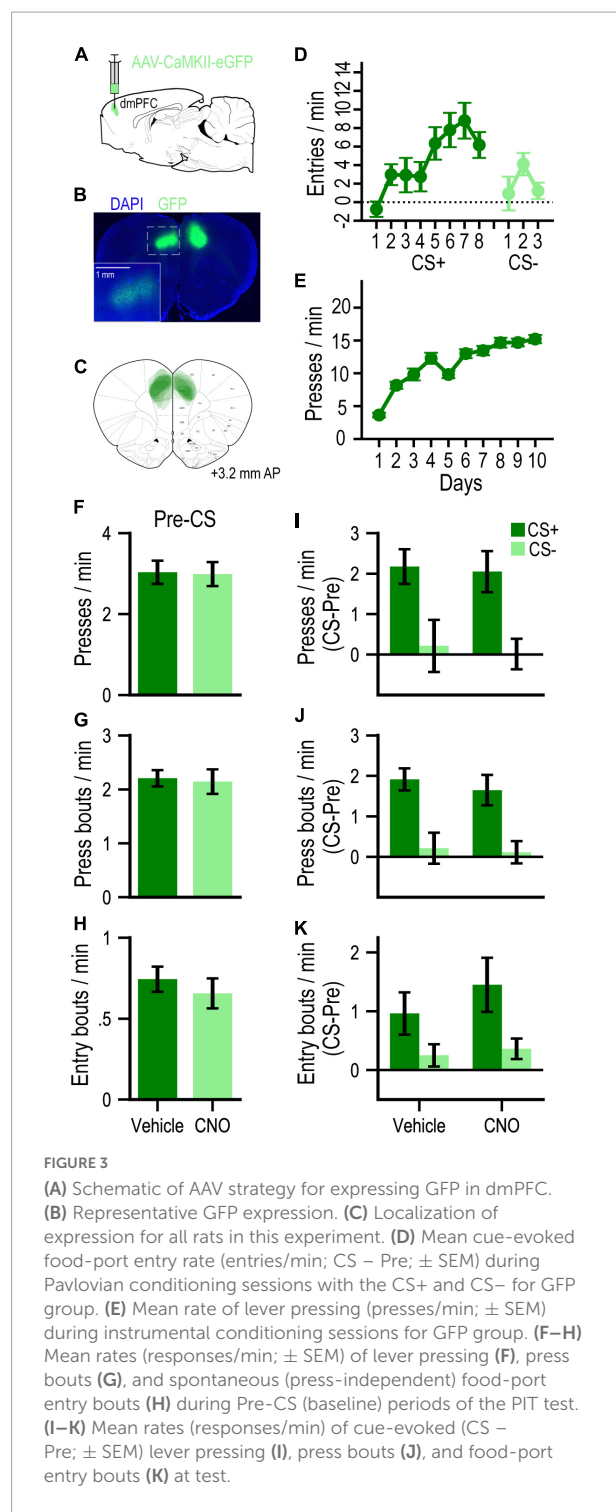 A
AAV-CaMKII-eGFP
dmPFC
B
DAPI GFP
1 mm
C
+3.2 mm AP
D
Entries / min
14
12
10
8
6
4
2
0
-2
1 2 3 4 5 6 7 8 1 2 3
CS+ CS-
E
Presses / min
20
15
10
5
0
1 2 3 4 5 6 7 8 9 10
Days
F
Pre-CS
Presses / min
4
2
0
G
Press bouts / min
3
2
1
0
H
Entry bouts / min
1
.5
0
Vehicle CNO
I
CS+
CS-
Presses / min
(CS-Pre)
3
2
1
0
J
Press bouts / min
(CS-Pre)
3
2
1
0
K
Entry bouts / min
(CS-Pre)
2
1
0
Vehicle CNO
FIGURE 3
(A) Schematic of AAV strategy for expressing GFP in dmPFC.
(B) Representative GFP expression. (C) Localization of
expression for all rats in this experiment. (D) Mean cue-evoked
food-port entry rate (entries/min; CS – Pre; ± SEM) during
Pavlovian conditioning sessions with the CS+ and CS– for GFP
group. (E) Mean rate of lever pressing (presses/min; ± SEM)
during instrumental conditioning sessions for GFP group. (F–H)
Mean rates (responses/min; ± SEM) of lever pressing (F), press
bouts (G), and spontaneous (press-independent) food-port
entry bouts (H) during Pre-CS (baseline) periods of the PIT test.
(I–K) Mean rates (responses/min) of cue-evoked (CS –
Pre; ± SEM) lever pressing (I), press bouts (J), and food-port
entry bouts (K) at test.